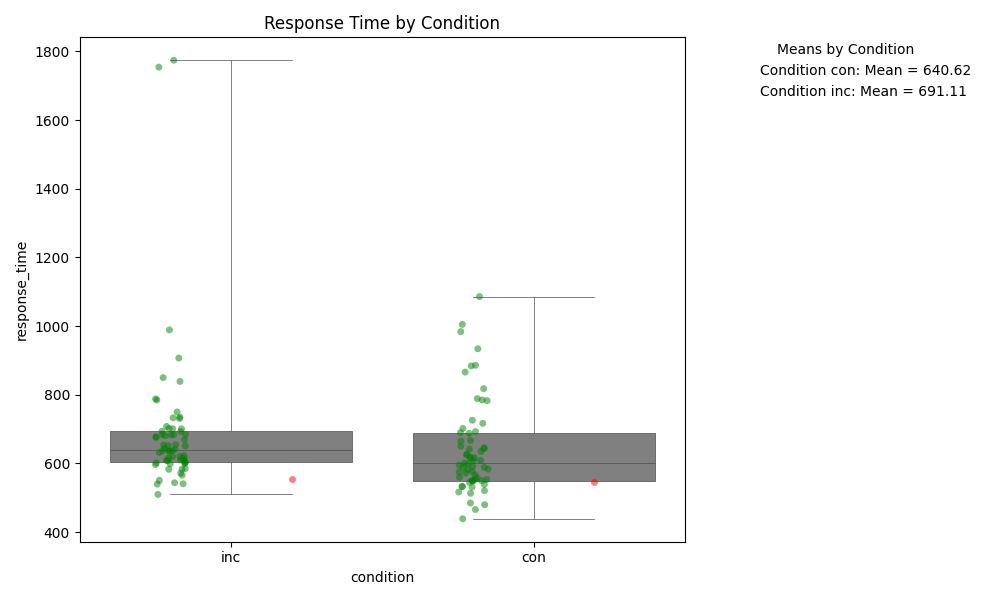 Response Time by Condition
Means by Condition
Condition con: Mean = 640.62
Condition inc: Mean = 691.11
1800
1600
1400
1200
1000
800
600
400
response_time
inc con
condition